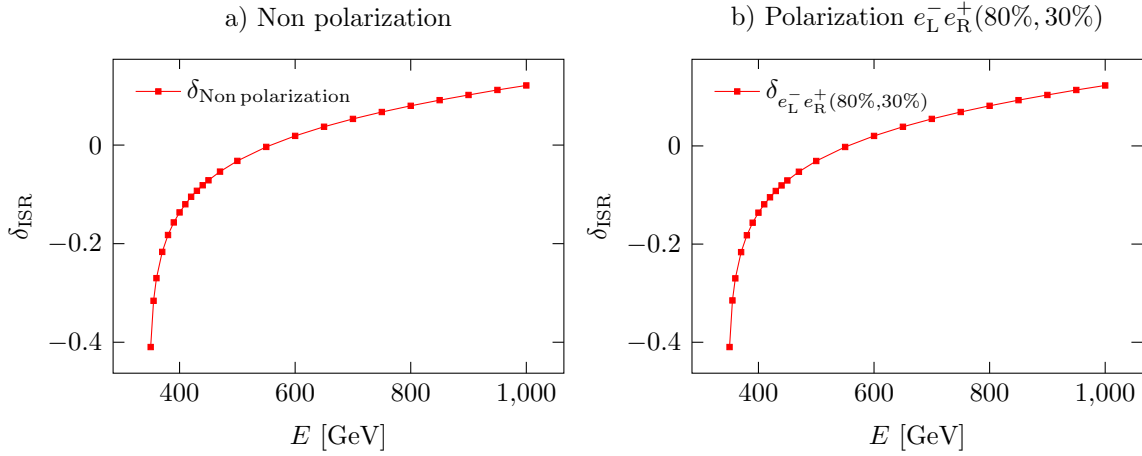 a) Non polarization
δ_Non polarization
0
−0.2
−0.4
δ_ISR
400 600 800 1,000
E [GeV]
b) Polarization e_L^- e_R^+(80%, 30%)
δ_{e_L^- e_R^+(80%,30%)}
0
−0.2
−0.4
δ_ISR
400 600 800 1,000
E [GeV]